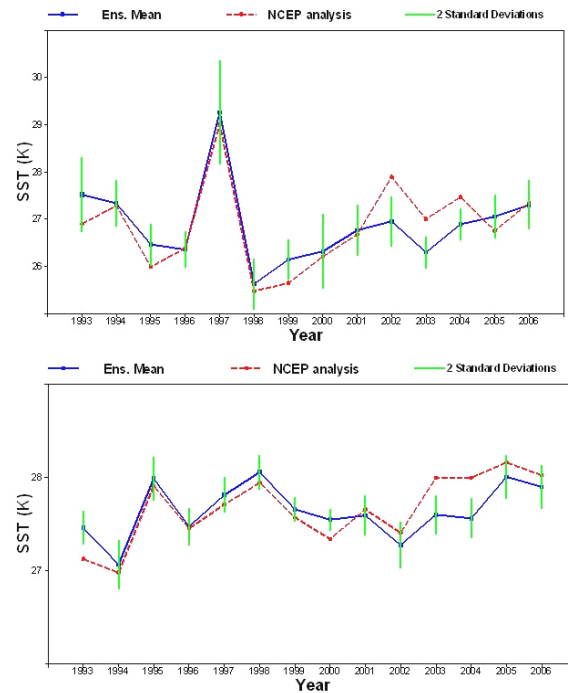 Ens. Mean NCEP analysis 2 Standard Deviations
SST (K)
30
29
28
27
26
1993 1994 1995 1996 1997 1998 1999 2000 2001 2002 2003 2004 2005 2006
Year
Ens. Mean NCEP analysis 2 Standard Deviations
SST (K)
28
27
1993 1994 1995 1996 1997 1998 1999 2000 2001 2002 2003 2004 2005 2006
Year